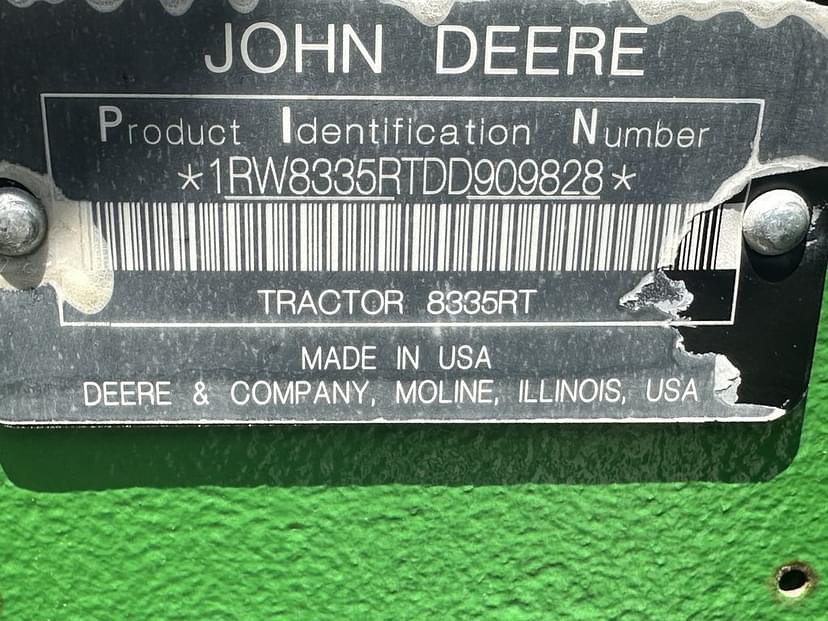 JOHN DEERE
Product Identification Number
*1RW8335RTDD909828*
TRACTOR 8335RT
MADE IN USA
DEERE & COMPANY, MOLINE, ILLINOIS, USA